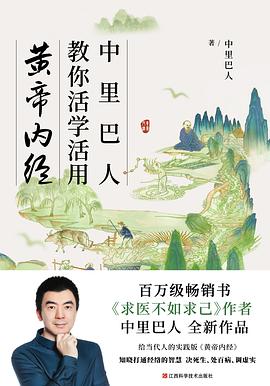 中里巴人
教你活学活用
黄帝内经
中里巴人
著/
百万级畅销书
《求医不如求己》作者
中里巴人 全新作品
给当代人的实践版《黄帝内经》
知晓打通经络的智慧 决死生、处百病、调虚实
江西科学技术出版社